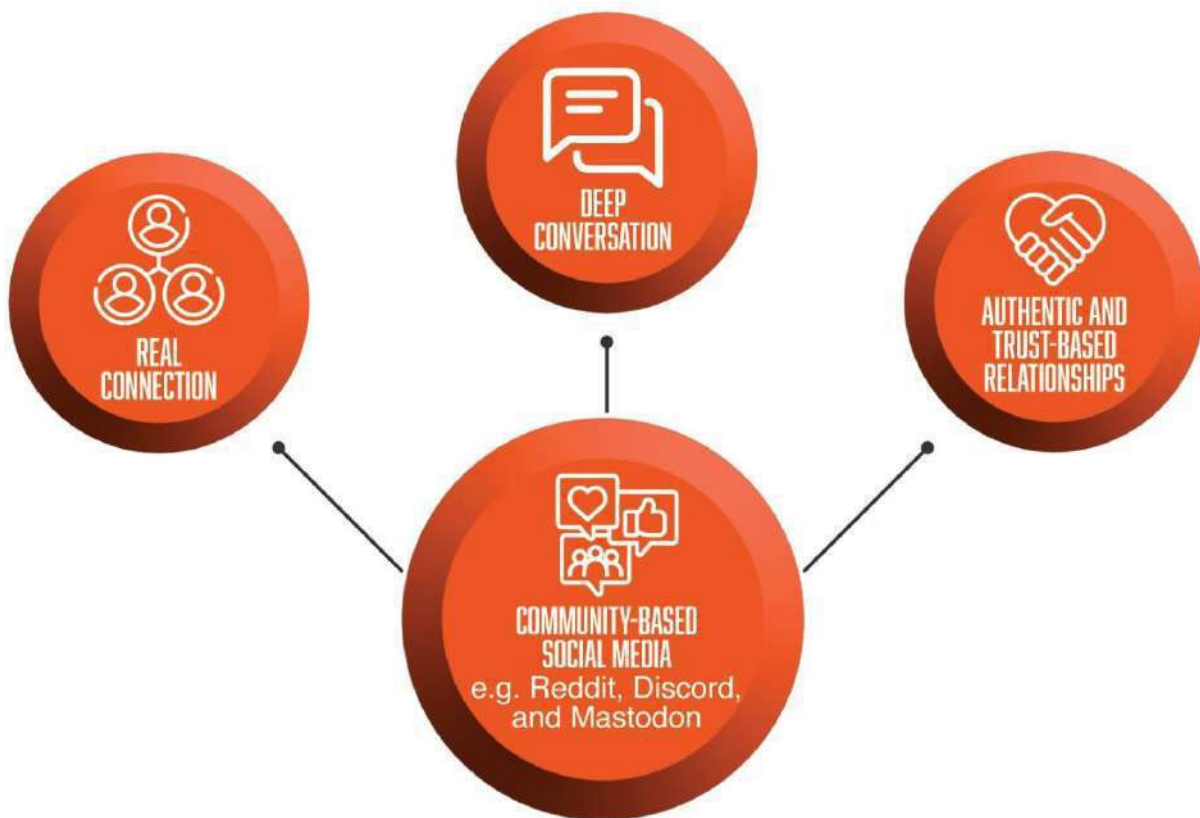 DEEP
CONVERSATION
REAL
CONNECTION
AUTHENTIC AND
TRUST-BASED
RELATIONSHIPS
COMMUNITY-BASED
SOCIAL MEDIA
e.g. Reddit, Discord,
and Mastodon